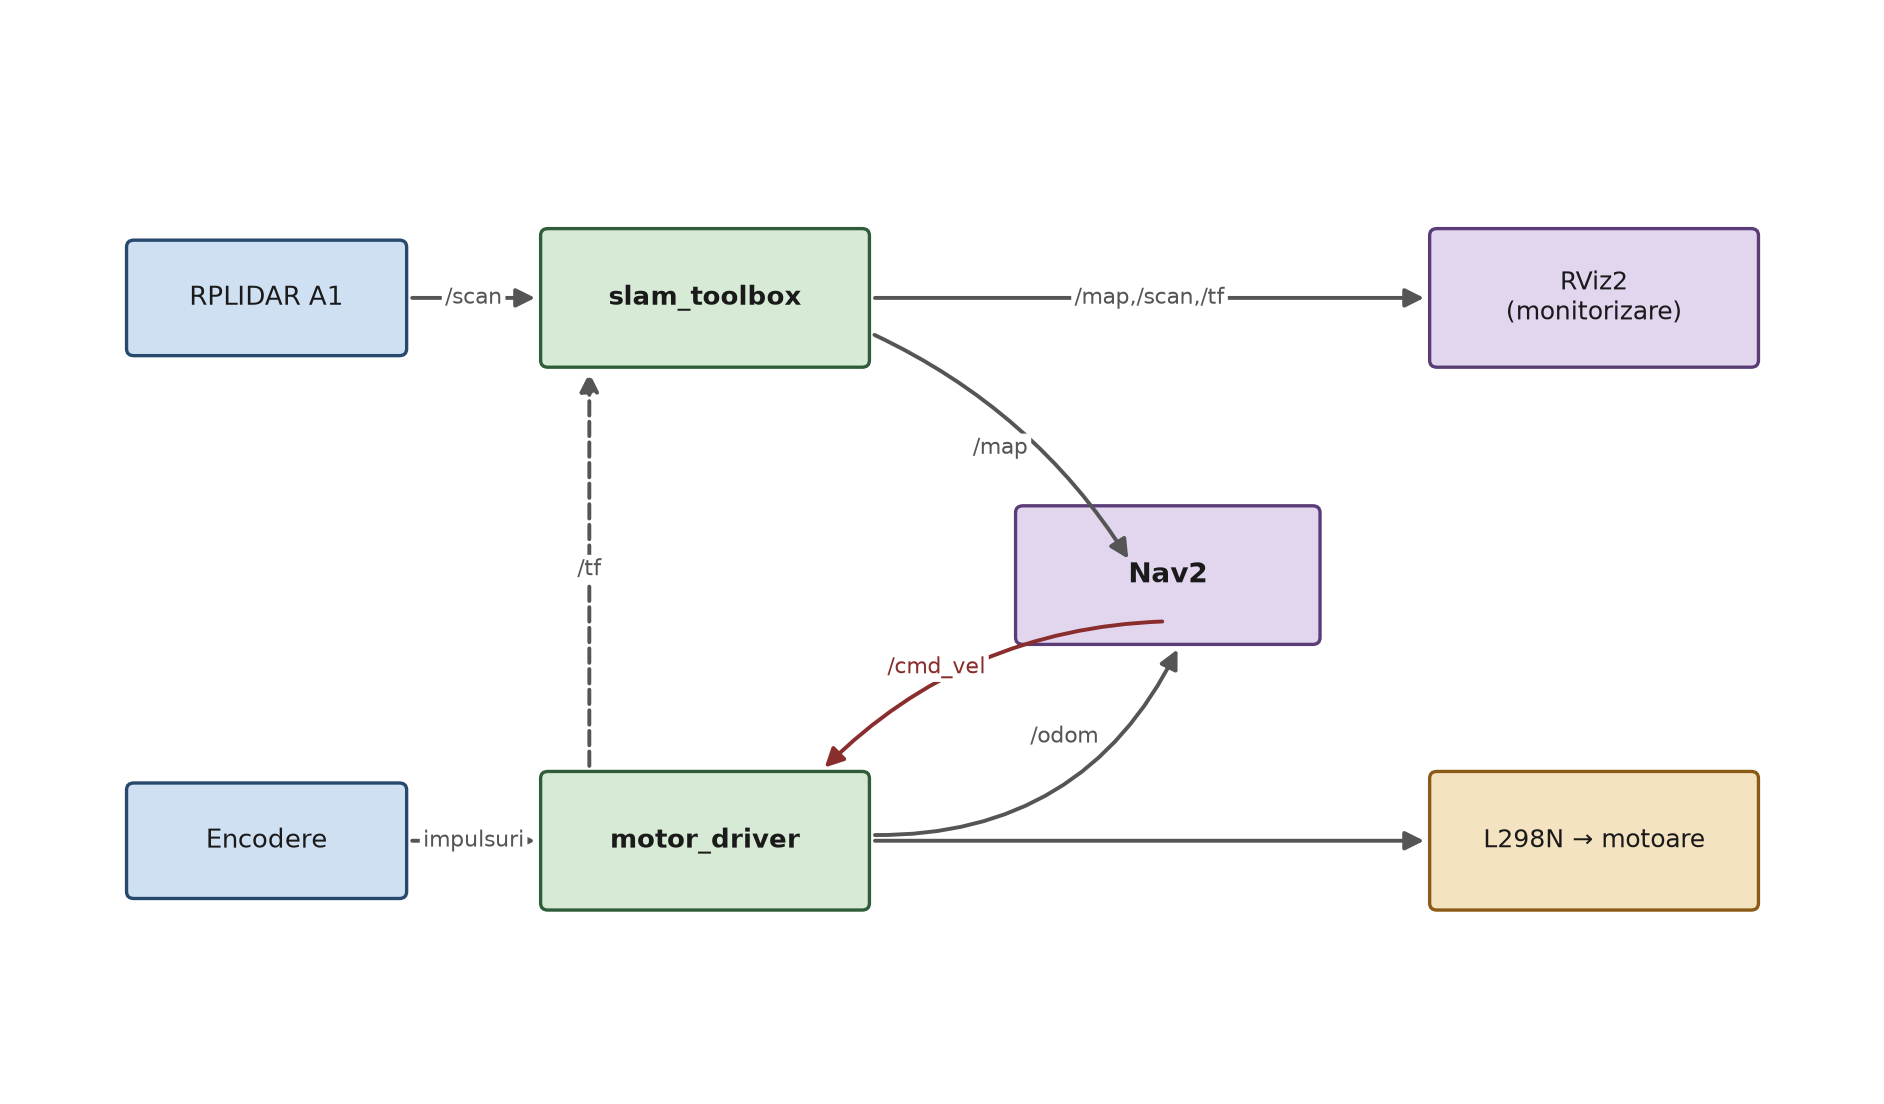 RPLIDAR A1
/scan
slam_toolbox
/map,/scan,/tf
RViz2
(monitorizare)
/map
/tf
Nav2
/cmd_vel
/odom
Encodere
impulsuri
motor_driver
L298N → motoare